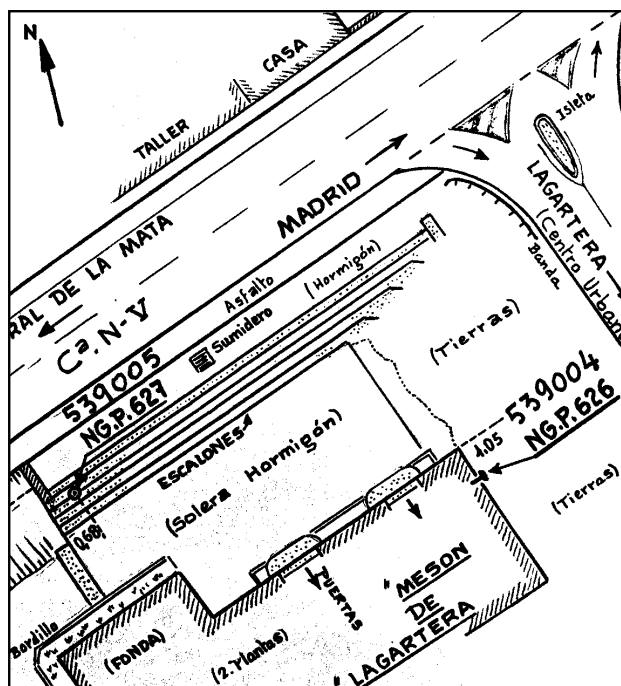 N
CASA
TALLER
Isleta
LAGARTERA
(Centro Urbano
MADRID
RAL DE LA MATA
Cª. N-V
Asfalto
(Hormigón)
Banda
Sumidero
(Tierras)
539005
NG.P.627
539004
NG.P.626
4.05
ESCALONES
(Solera Hormigón)
(Tierras)
0,68
PUERTAS
"MESON
DE
LAGARTERA
"
Bordillo
(FONDA)
(2. Plantas)